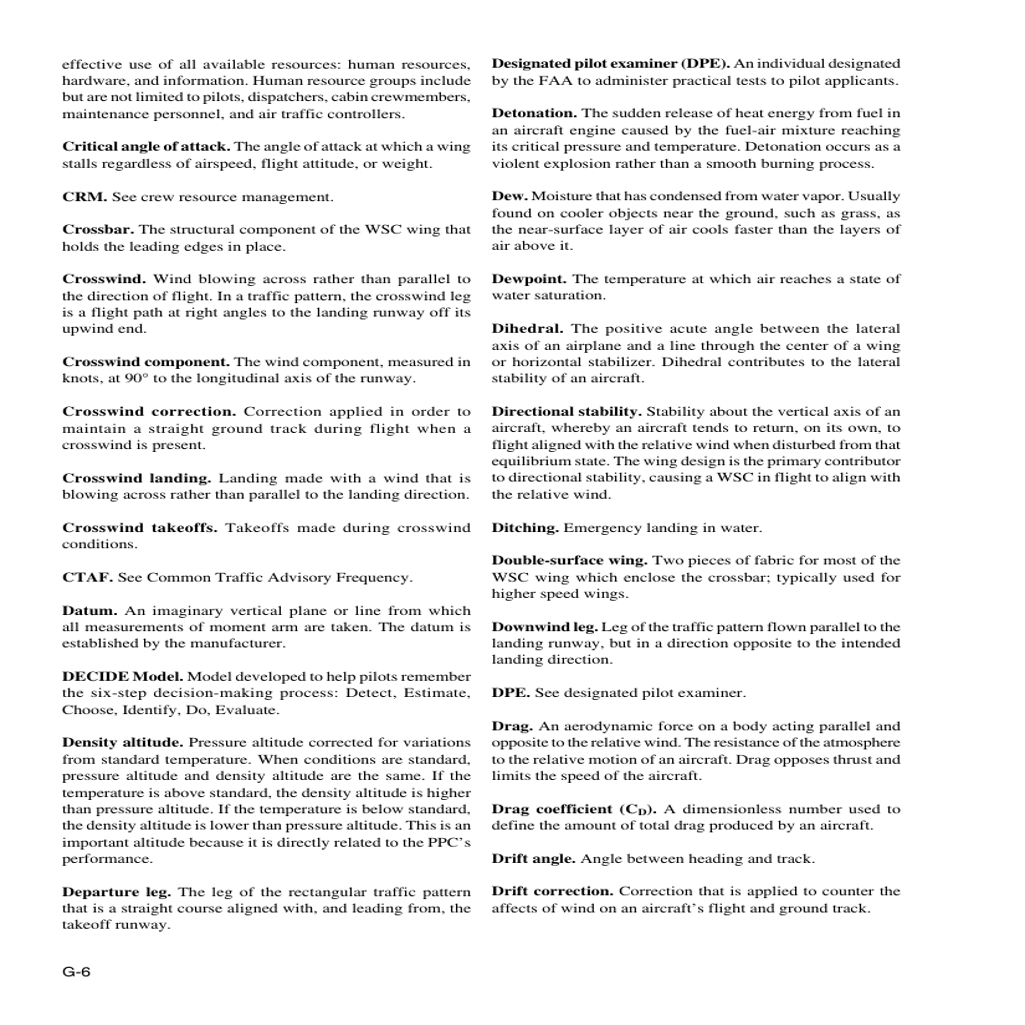 effective use of all available resources: human resources,
hardware, and information. Human resource groups include
but are not limited to pilots, dispatchers, cabin crewmembers,
maintenance personnel, and air traffic controllers.
Critical angle of attack. The angle of attack at which a wing
stalls regardless of airspeed, flight attitude, or weight.
CRM. See crew resource management.
Crossbar. The structural component of the WSC wing that
holds the leading edges in place.
Crosswind. Wind blowing across rather than parallel to
the direction of flight. In a traffic pattern, the crosswind leg
is a flight path at right angles to the landing runway off its
upwind end.
Crosswind component. The wind component, measured in
knots, at 90° to the longitudinal axis of the runway.
Crosswind correction. Correction applied in order to
maintain a straight ground track during flight when a
crosswind is present.
Crosswind landing. Landing made with a wind that is
blowing across rather than parallel to the landing direction.
Crosswind takeoffs. Takeoffs made during crosswind
conditions.
CTAF. See Common Traffic Advisory Frequency.
Datum. An imaginary vertical plane or line from which
all measurements of moment arm are taken. The datum is
established by the manufacturer.
DECIDE Model. Model developed to help pilots remember
the six-step decision-making process: Detect, Estimate,
Choose, Identify, Do, Evaluate.
Density altitude. Pressure altitude corrected for variations
from standard temperature. When conditions are standard,
pressure altitude and density altitude are the same. If the
temperature is above standard, the density altitude is higher
than pressure altitude. If the temperature is below standard,
the density altitude is lower than pressure altitude. This is an
important altitude because it is directly related to the PPC's
performance.
Departure leg. The leg of the rectangular traffic pattern
that is a straight course aligned with, and leading from, the
takeoff runway.
Designated pilot examiner (DPE). An individual designated
by the FAA to administer practical tests to pilot applicants.
Detonation. The sudden release of heat energy from fuel in
an aircraft engine caused by the fuel-air mixture reaching
its critical pressure and temperature. Detonation occurs as a
violent explosion rather than a smooth burning process.
Dew. Moisture that has condensed from water vapor. Usually
found on cooler objects near the ground, such as grass, as
the near-surface layer of air cools faster than the layers of
air above it.
Dewpoint. The temperature at which air reaches a state of
water saturation.
Dihedral. The positive acute angle between the lateral
axis of an airplane and a line through the center of a wing
or horizontal stabilizer. Dihedral contributes to the lateral
stability of an aircraft.
Directional stability. Stability about the vertical axis of an
aircraft, whereby an aircraft tends to return, on its own, to
flight aligned with the relative wind when disturbed from that
equilibrium state. The wing design is the primary contributor
to directional stability, causing a WSC in flight to align with
the relative wind.
Ditching. Emergency landing in water.
Double-surface wing. Two pieces of fabric for most of the
WSC wing which enclose the crossbar; typically used for
higher speed wings.
Downwind leg. Leg of the traffic pattern flown parallel to the
landing runway, but in a direction opposite to the intended
landing direction.
DPE. See designated pilot examiner.
Drag. An aerodynamic force on a body acting parallel and
opposite to the relative wind. The resistance of the atmosphere
to the relative motion of an aircraft. Drag opposes thrust and
limits the speed of the aircraft.
Drag coefficient (CD). A dimensionless number used to
define the amount of total drag produced by an aircraft.
Drift angle. Angle between heading and track.
Drift correction. Correction that is applied to counter the
affects of wind on an aircraft's flight and ground track.
G-6